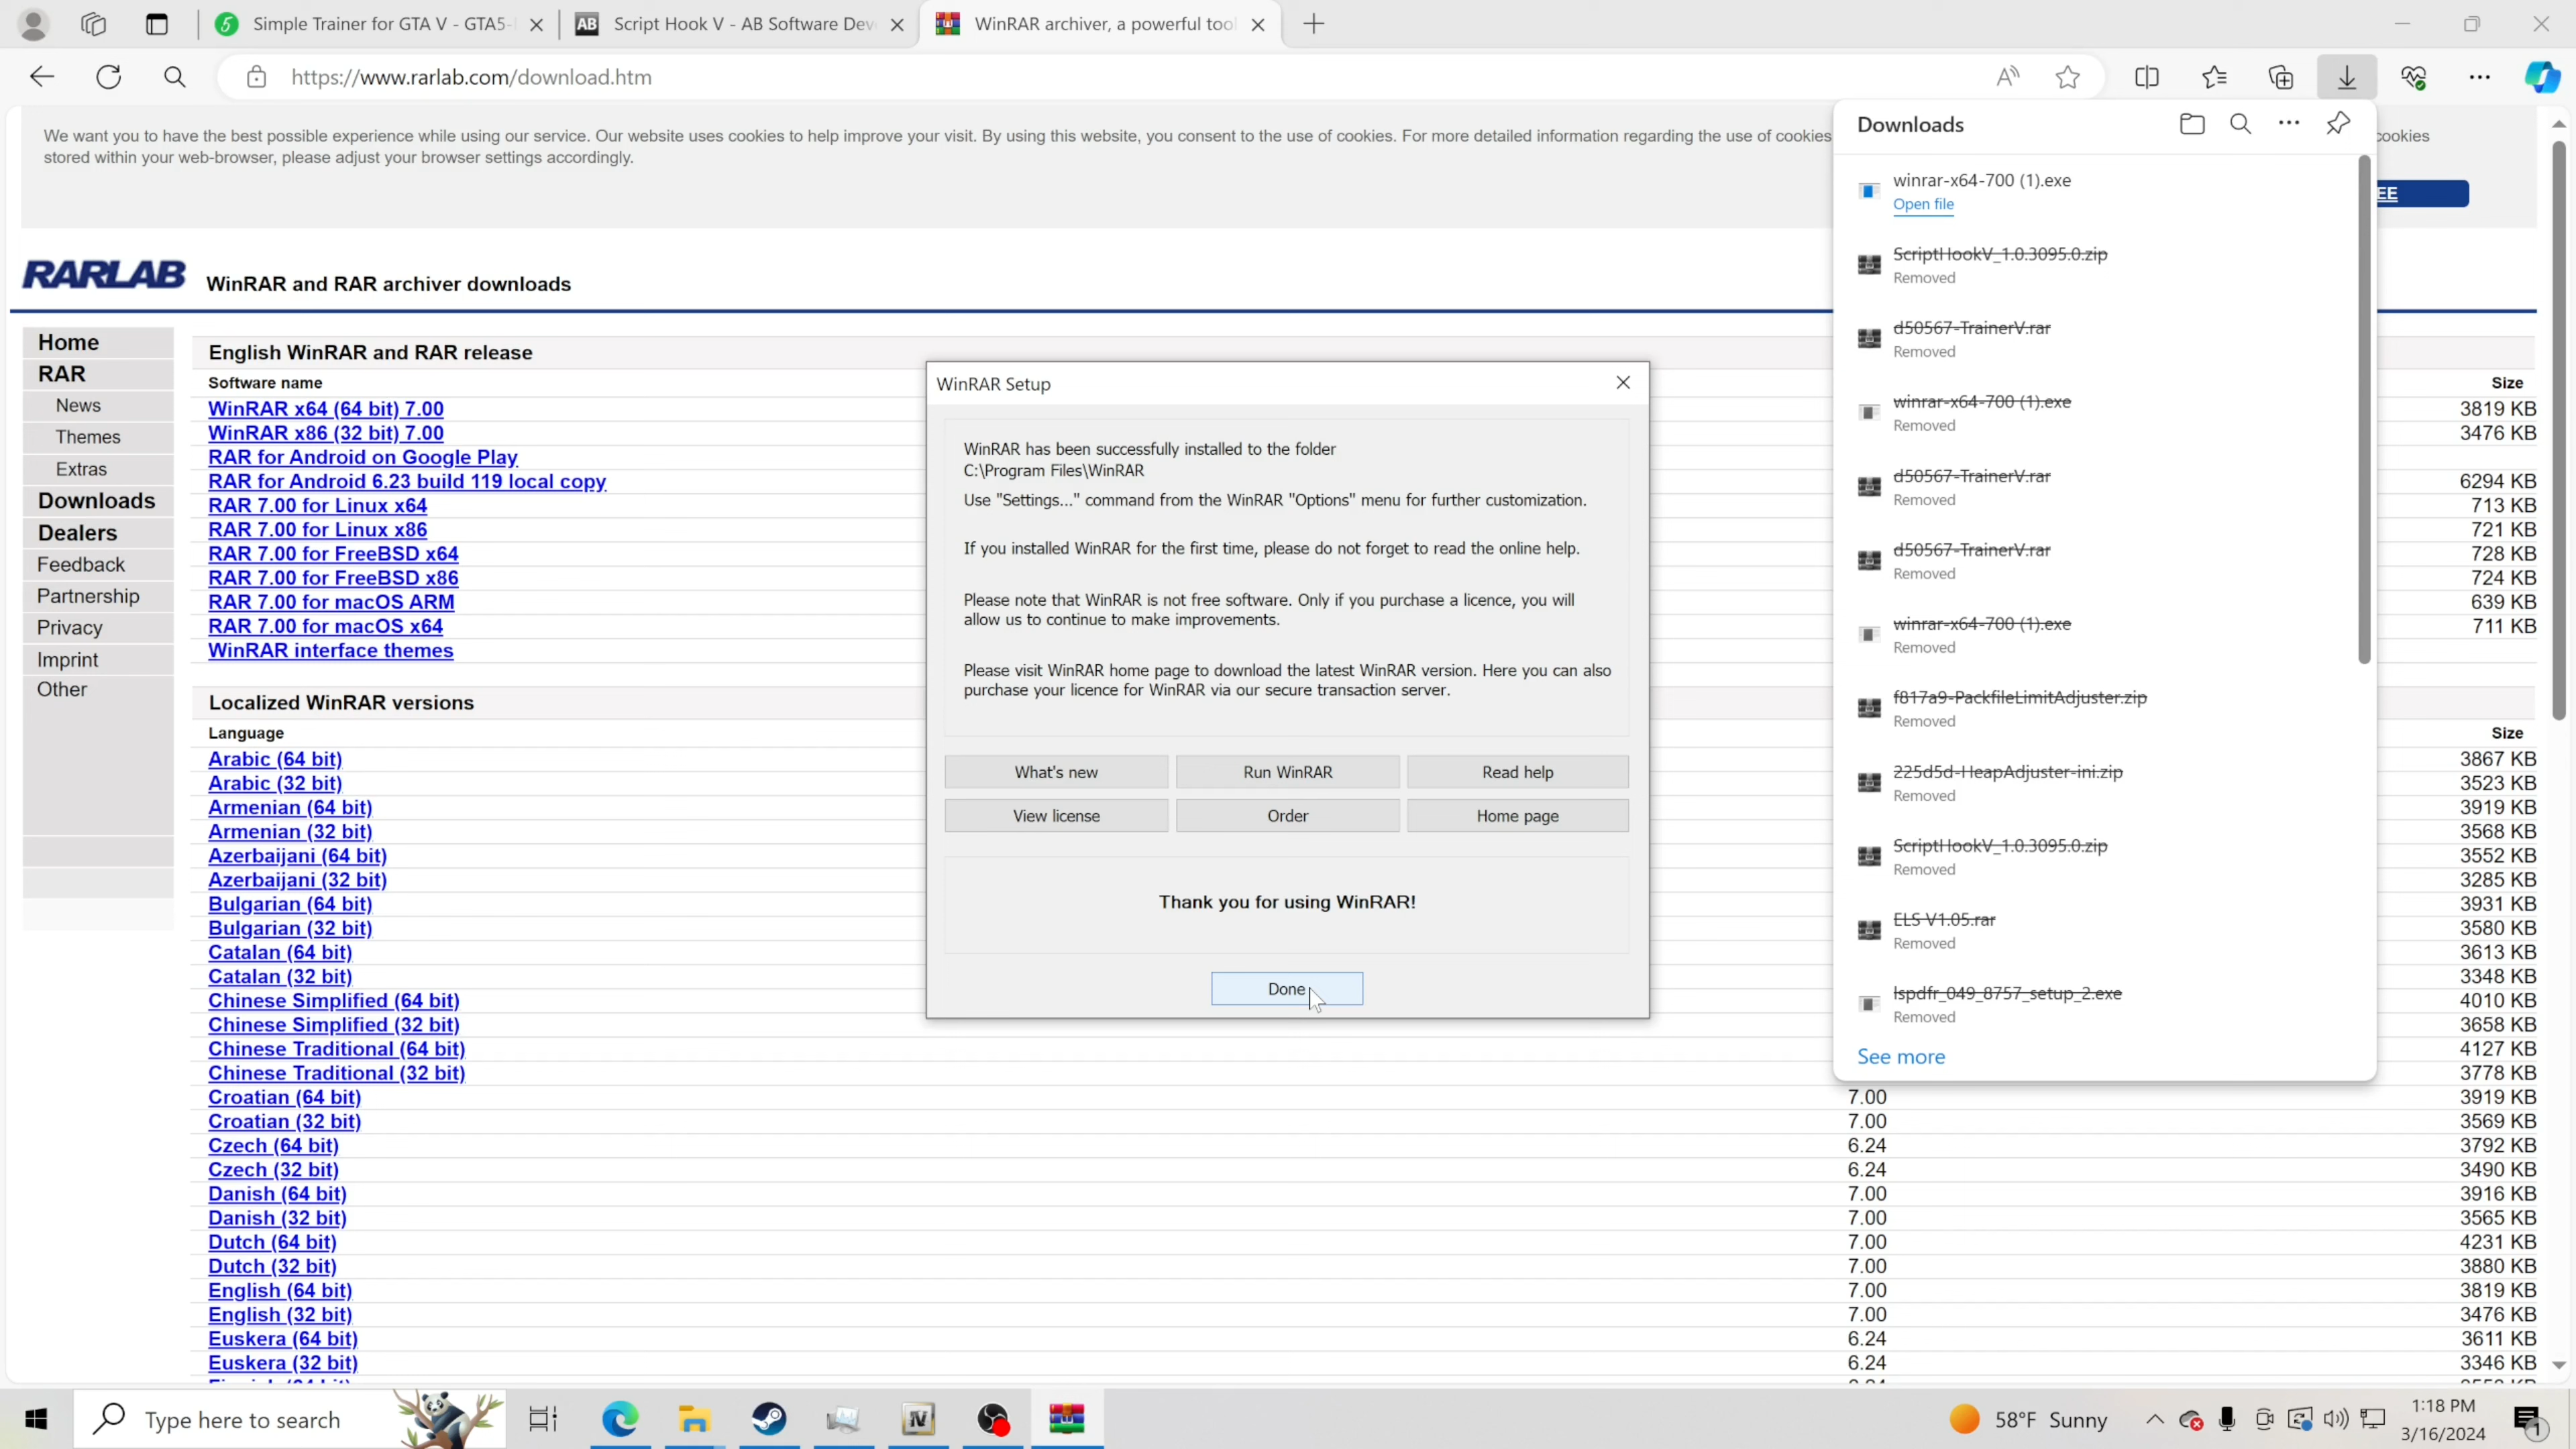 Simple Trainer for GTA V - GTA5-
Script Hook V - AB Software Dev
WinRAR archiver, a powerful tool
https://www.rarlab.com/download.htm
We want you to have the best possible experience while using our service. Our website uses cookies to help improve your visit. By using this website, you consent to the use of cookies. For more detailed information regarding the use of cookies
cookies
stored within your web-browser, please adjust your browser settings accordingly.
EE
RARLAB
WinRAR and RAR archiver downloads
Home
RAR
News
Themes
Extras
Downloads
Dealers
Feedback
Partnership
Privacy
Imprint
Other
English WinRAR and RAR release
Software name
Size
WinRAR x64 (64 bit) 7.00
3819 KB
WinRAR x86 (32 bit) 7.00
3476 KB
RAR for Android on Google Play
RAR for Android 6.23 build 119 local copy
6294 KB
RAR 7.00 for Linux x64
713 KB
RAR 7.00 for Linux x86
721 KB
RAR 7.00 for FreeBSD x64
728 KB
RAR 7.00 for FreeBSD x86
724 KB
RAR 7.00 for macOS ARM
639 KB
RAR 7.00 for macOS x64
711 KB
WinRAR interface themes
Localized WinRAR versions
Language
Size
Arabic (64 bit)
3867 KB
Arabic (32 bit)
3523 KB
Armenian (64 bit)
3919 KB
Armenian (32 bit)
3568 KB
Azerbaijani (64 bit)
3552 KB
Azerbaijani (32 bit)
3285 KB
Bulgarian (64 bit)
3931 KB
Bulgarian (32 bit)
3580 KB
Catalan (64 bit)
3613 KB
Catalan (32 bit)
3348 KB
Chinese Simplified (64 bit)
4010 KB
Chinese Simplified (32 bit)
3658 KB
Chinese Traditional (64 bit)
4127 KB
Chinese Traditional (32 bit)
3778 KB
Croatian (64 bit) 7.00 3919 KB
Croatian (32 bit) 7.00 3569 KB
Czech (64 bit) 6.24 3792 KB
Czech (32 bit) 6.24 3490 KB
Danish (64 bit) 7.00 3916 KB
Danish (32 bit) 7.00 3565 KB
Dutch (64 bit) 7.00 4231 KB
Dutch (32 bit) 7.00 3880 KB
English (64 bit) 7.00 3819 KB
English (32 bit) 7.00 3476 KB
Euskera (64 bit) 6.24 3611 KB
Euskera (32 bit) 6.24 3346 KB
WinRAR Setup
WinRAR has been successfully installed to the folder
C:\Program Files\WinRAR
Use "Settings..." command from the WinRAR "Options" menu for further customization.
If you installed WinRAR for the first time, please do not forget to read the online help.
Please note that WinRAR is not free software. Only if you purchase a licence, you will
allow us to continue to make improvements.
Please visit WinRAR home page to download the latest WinRAR version. Here you can also
purchase your licence for WinRAR via our secure transaction server.
What's new
Run WinRAR
Read help
View license
Order
Home page
Thank you for using WinRAR!
Done
Downloads
winrar-x64-700 (1).exe
Open file
ScriptHookV_1.0.3095.0.zip
Removed
d50567-TrainerV.rar
Removed
winrar-x64-700 (1).exe
Removed
d50567-TrainerV.rar
Removed
d50567-TrainerV.rar
Removed
winrar-x64-700 (1).exe
Removed
f817a9-PackfileLimitAdjuster.zip
Removed
225d5d-HeapAdjuster-ini.zip
Removed
ScriptHookV_1.0.3095.0.zip
Removed
ELS V1.05.rar
Removed
lspdfr_049_8757_setup_2.exe
Removed
See more
Type here to search
58°F Sunny
1:18 PM
3/16/2024
1